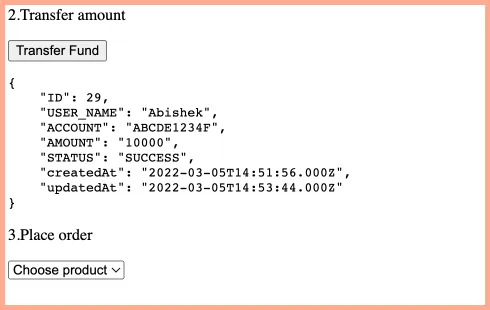 2.Transfer amount
Transfer Fund
{
    "ID": 29,
    "USER_NAME": "Abishek",
    "ACCOUNT": "ABCDE1234F",
    "AMOUNT": "10000",
    "STATUS": "SUCCESS",
    "createdAt": "2022-03-05T14:51:56.000Z",
    "updatedAt": "2022-03-05T14:53:44.000Z"
}
3.Place order
Choose product